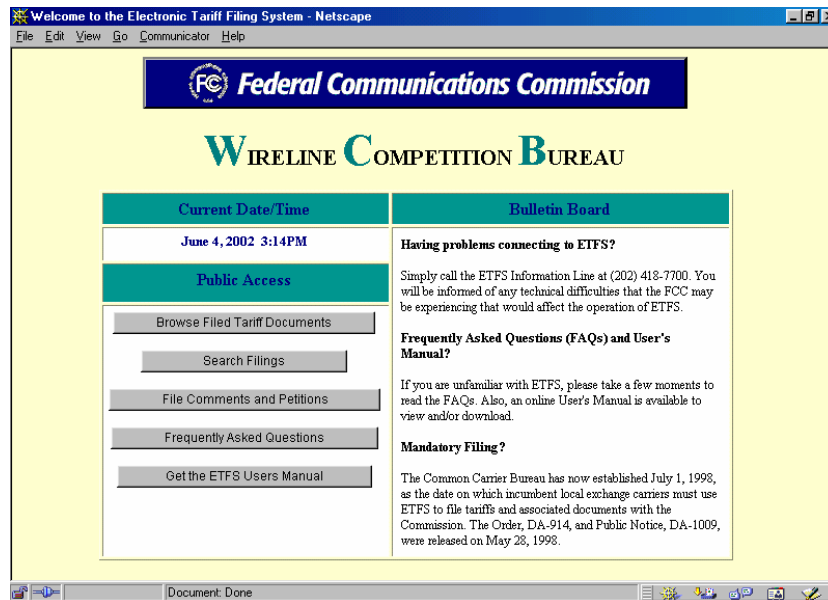 Welcome to the Electronic Tariff Filing System - Netscape
File Edit View Go Communicator Help
FC Federal Communications Commission
WIRELINE COMPETITION BUREAU
Current Date/Time
June 4, 2002 3:14PM
Public Access
Browse Filed Tariff Documents
Search Filings
File Comments and Petitions
Frequently Asked Questions
Get the ETFS Users Manual
Bulletin Board
Having problems connecting to ETFS?
Simply call the ETFS Information Line at (202) 418-7700. You
will be informed of any technical difficulties that the FCC may
be experiencing that would affect the operation of ETFS.
Frequently Asked Questions (FAQs) and User's
Manual?
If you are unfamiliar with ETFS, please take a few moments to
read the FAQs. Also, an online User's Manual is available to
view and/or download.
Mandatory Filing?
The Common Carrier Bureau has now established July 1, 1998,
as the date on which incumbent local exchange carriers must use
ETFS to file tariffs and associated documents with the
Commission. The Order, DA-914, and Public Notice, DA-1009,
were released on May 28, 1998.
Document: Done